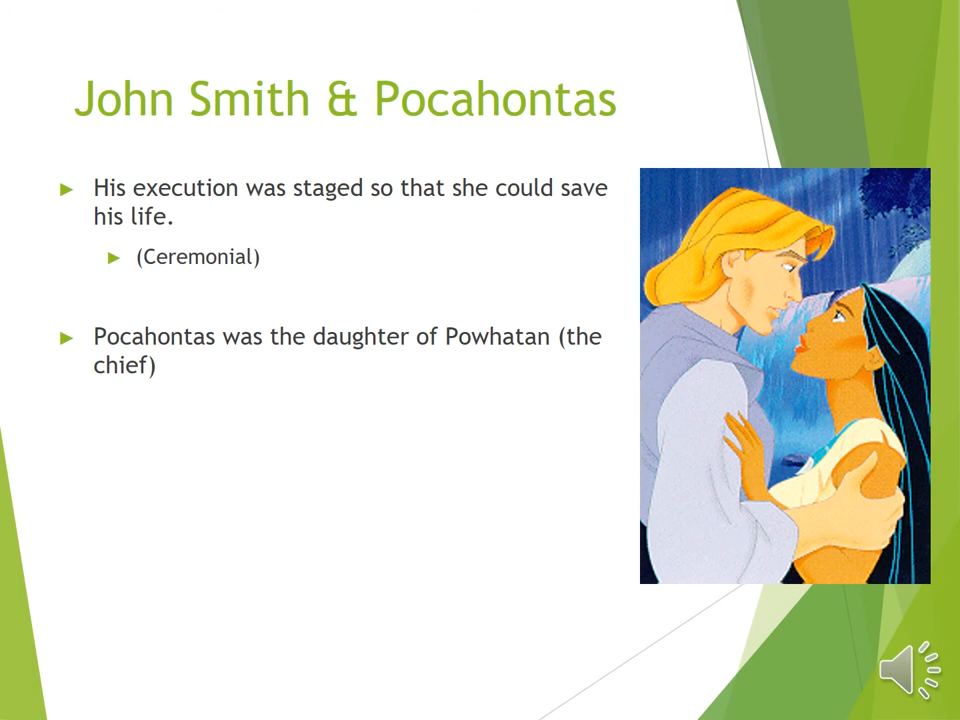 John Smith & Pocahontas
His execution was staged so that she could save
his life.
(Ceremonial)
Pocahontas was the daughter of Powhatan (the
chief)